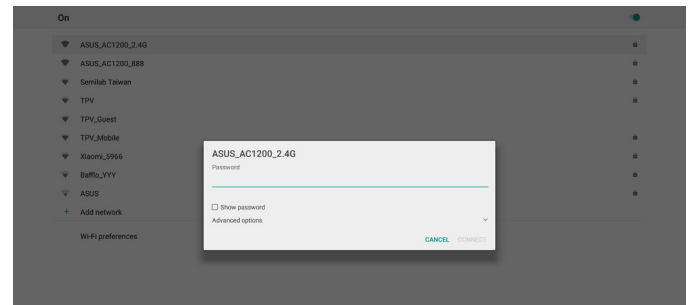 On
ASUS_AC1200_2.4G
ASUS_AC1200_888
Semilab Taiwan
TPV
TPV_Guest
TPV_Mobile
Xiaomi_5966
Bafflo_YYY
ASUS
+ Add network
Wi-Fi preferences
ASUS_AC1200_2.4G
Password
Show password
Advanced options
CANCEL CONNECT